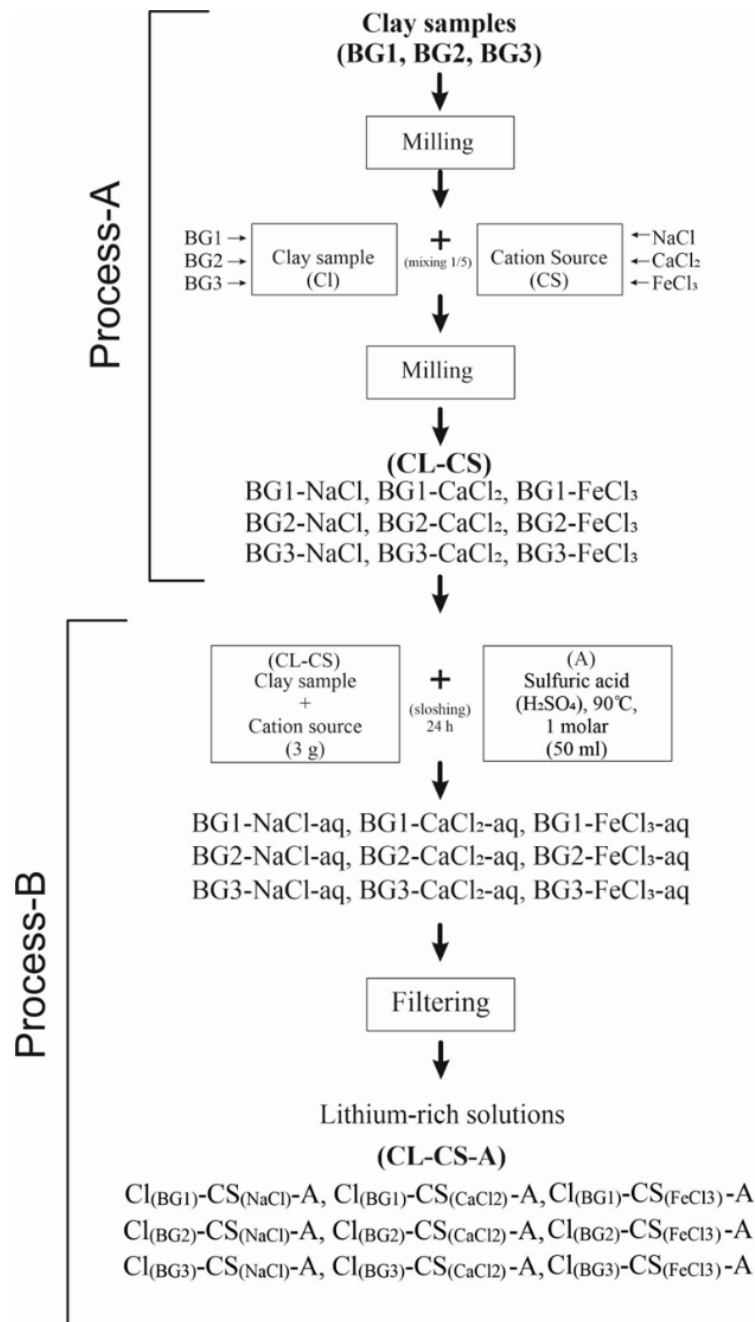 Process-A
Clay samples
(BG1, BG2, BG3)
Milling
BG1→
BG2→
BG3→
Clay sample
(Cl)
+
(mixing 1/5)
Cation Source
(CS)
←NaCl
←CaCl₂
←FeCl₃
Milling
(CL-CS)
BG1-NaCl, BG1-CaCl₂, BG1-FeCl₃
BG2-NaCl, BG2-CaCl₂, BG2-FeCl₃
BG3-NaCl, BG3-CaCl₂, BG3-FeCl₃
Process-B
(CL-CS)
Clay sample
+
Cation source
(3 g)
+
(sloshing)
24 h
(A)
Sulfuric acid
(H₂SO₄), 90℃,
1 molar
(50 ml)
BG1-NaCl-aq, BG1-CaCl₂-aq, BG1-FeCl₃-aq
BG2-NaCl-aq, BG2-CaCl₂-aq, BG2-FeCl₃-aq
BG3-NaCl-aq, BG3-CaCl₂-aq, BG3-FeCl₃-aq
Filtering
Lithium-rich solutions
(CL-CS-A)
Cl(BG1)-CS(NaCl)-A, Cl(BG1)-CS(CaCl2)-A, Cl(BG1)-CS(FeCl3)-A
Cl(BG2)-CS(NaCl)-A, Cl(BG2)-CS(CaCl2)-A, Cl(BG2)-CS(FeCl3)-A
Cl(BG3)-CS(NaCl)-A, Cl(BG3)-CS(CaCl2)-A, Cl(BG3)-CS(FeCl3)-A